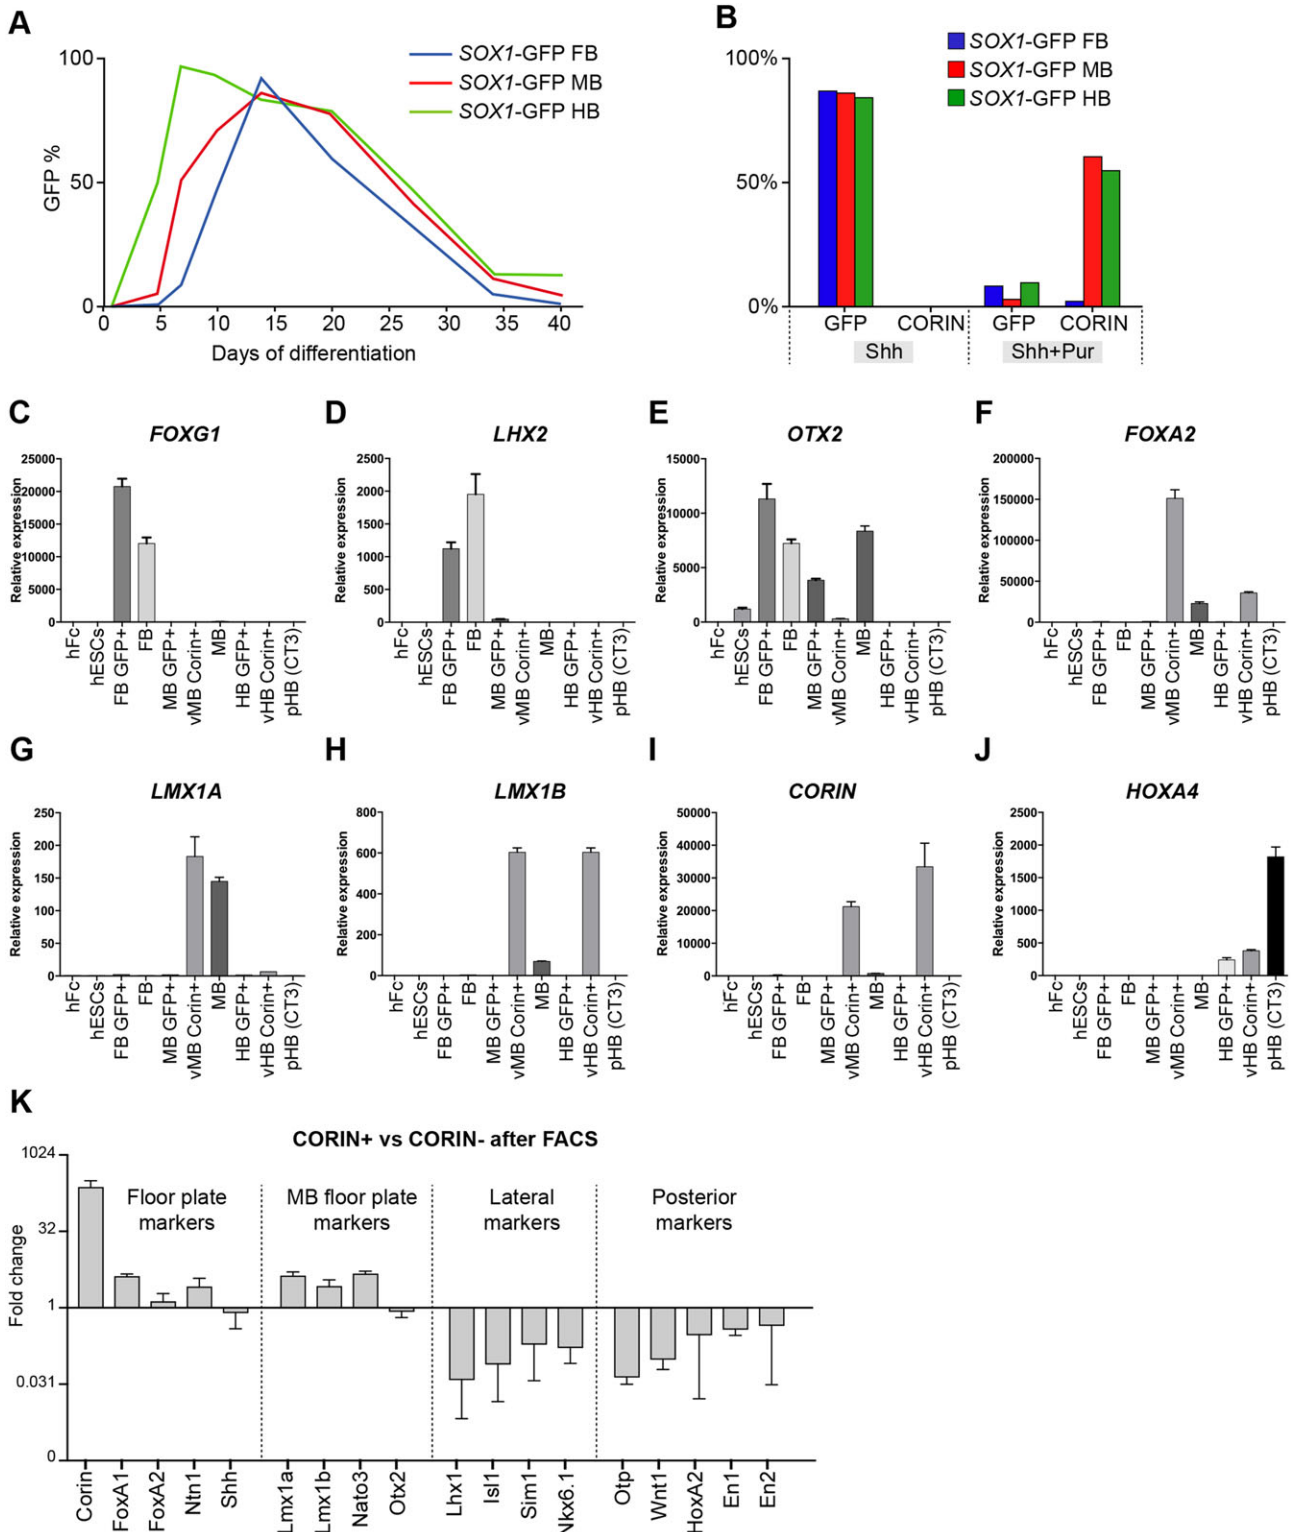 A
100
50
0
GFP %
0 5 10 15 20 25 30 35 40
Days of differentiation
SOX1-GFP FB
SOX1-GFP MB
SOX1-GFP HB
B
100%
50%
0%
SOX1-GFP FB
SOX1-GFP MB
SOX1-GFP HB
GFP CORIN GFP CORIN
Shh Shh+Pur
C
FOXG1
Relative expression
25000
20000
15000
10000
5000
0
hFc
hESCs
FB GFP+
FB
MB GFP+
vMB Corin+
MB
HB GFP+
vHB Corin+
pHB (CT3)
D
LHX2
Relative expression
2500
2000
1500
1000
500
0
hFc
hESCs
FB GFP+
FB
MB GFP+
vMB Corin+
MB
HB GFP+
vHB Corin+
pHB (CT3)
E
OTX2
Relative expression
15000
10000
5000
0
hFc
hESCs
FB GFP+
FB
MB GFP+
vMB Corin+
MB
HB GFP+
vHB Corin+
pHB (CT3)
F
FOXA2
Relative expression
200000
150000
100000
50000
0
hFc
hESCs
FB GFP+
FB
MB GFP+
vMB Corin+
MB
HB GFP+
vHB Corin+
pHB (CT3)
G
LMX1A
Relative expression
250
200
150
100
50
0
hFc
hESCs
FB GFP+
FB
MB GFP+
vMB Corin+
MB
HB GFP+
vHB Corin+
pHB (CT3)
H
LMX1B
Relative expression
800
600
400
200
0
hFc
hESCs
FB GFP+
FB
MB GFP+
vMB Corin+
MB
HB GFP+
vHB Corin+
pHB (CT3)
I
CORIN
Relative expression
50000
40000
30000
20000
10000
0
hFc
hESCs
FB GFP+
FB
MB GFP+
vMB Corin+
MB
HB GFP+
vHB Corin+
pHB (CT3)
J
HOXA4
Relative expression
2500
2000
1500
1000
500
0
hFc
hESCs
FB GFP+
FB
MB GFP+
vMB Corin+
MB
HB GFP+
vHB Corin+
pHB (CT3)
K
CORIN+ vs CORIN- after FACS
Fold change
1024
32
1
0.031
0
Floor plate
markers
MB floor plate
markers
Lateral
markers
Posterior
markers
Corin
FoxA1
FoxA2
Ntn1
Shh
Lmx1a
Lmx1b
Nato3
Otx2
Lhx1
Isl1
Sim1
Nkx6.1
Otp
Wnt1
HoxA2
En1
En2